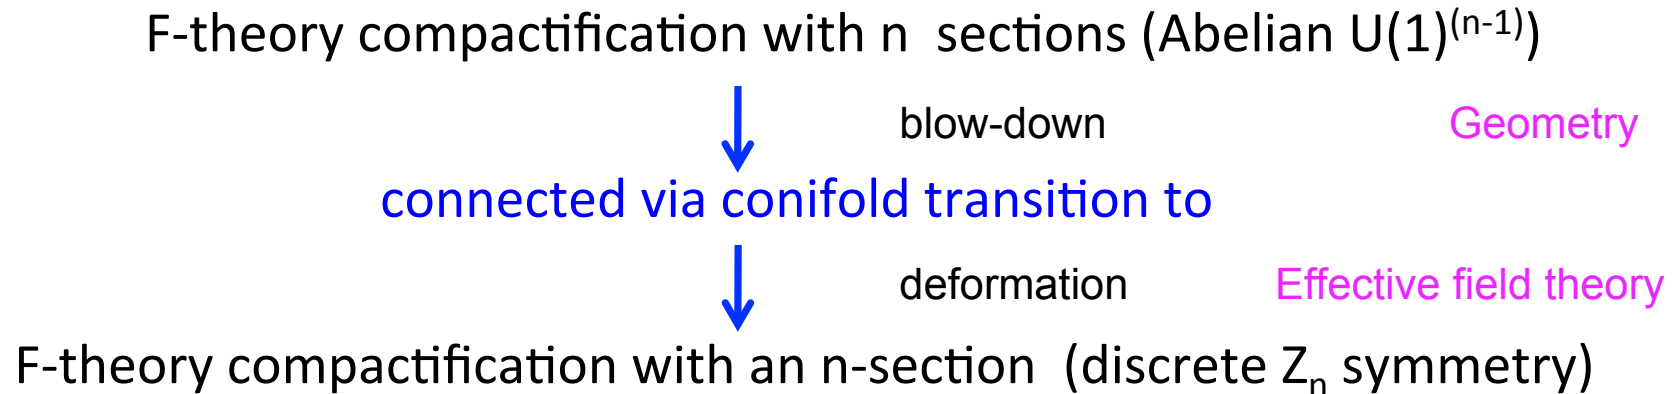 F-theory compactification with n sections (Abelian U(1)⁽ⁿ⁻¹⁾)
blow-down Geometry
connected via conifold transition to
deformation Effective field theory
F-theory compactification with an n-section (discrete Zₙ symmetry)